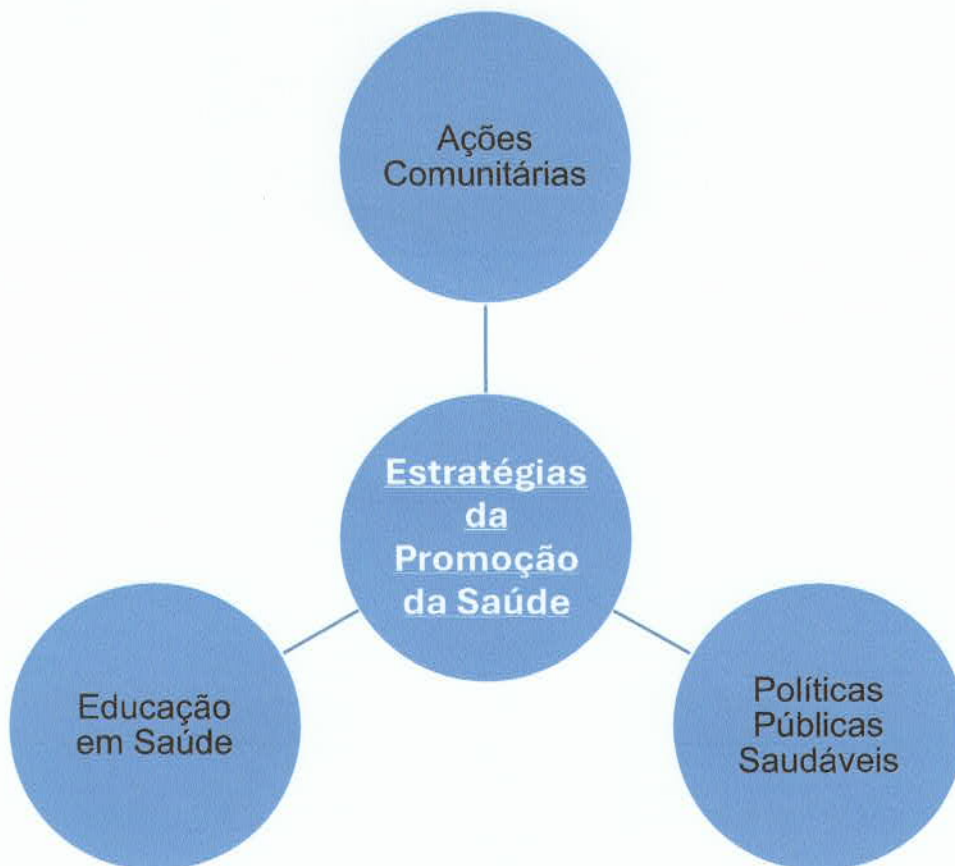 Ações
Comunitárias
Estratégias
da
Promoção
da Saúde
Educação
em Saúde
Políticas
Públicas
Saudáveis